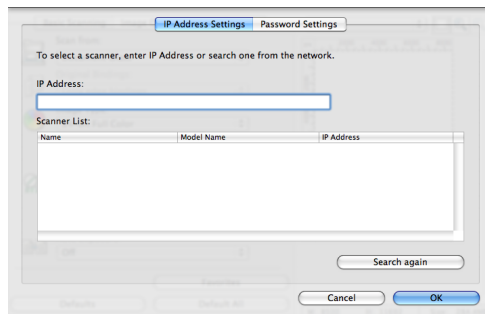 IP Address Settings Password Settings
To select a scanner, enter IP Address or search one from the network.
IP Address:
Scanner List:
Name Model Name IP Address
Search again
Cancel OK